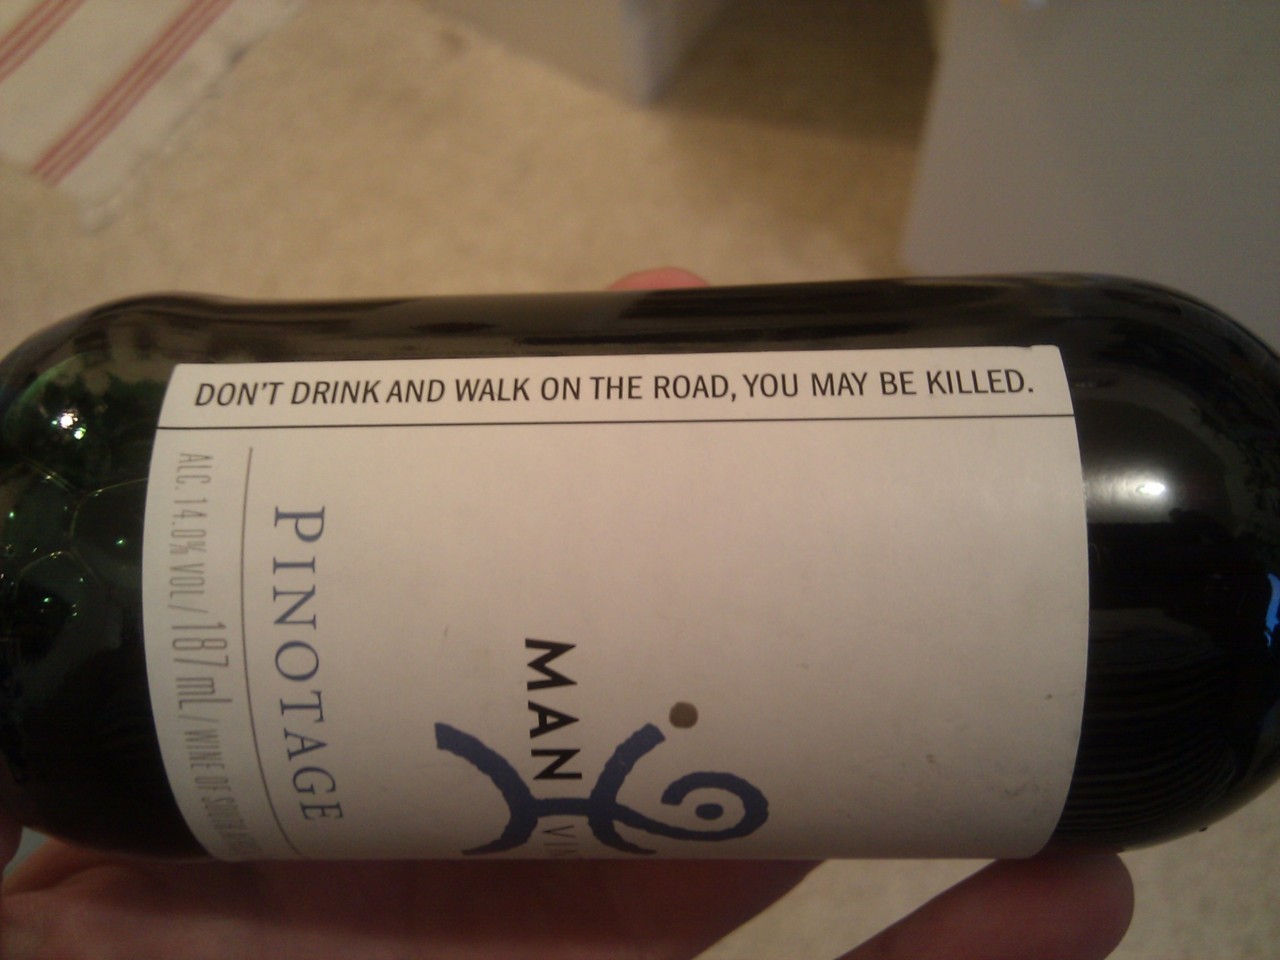 DON'T DRINK AND WALK ON THE ROAD, YOU MAY BE KILLED.
MAN
PINOTAGE
ALC. 14.0% VOL / 187 ml / WINE OF SOUTH